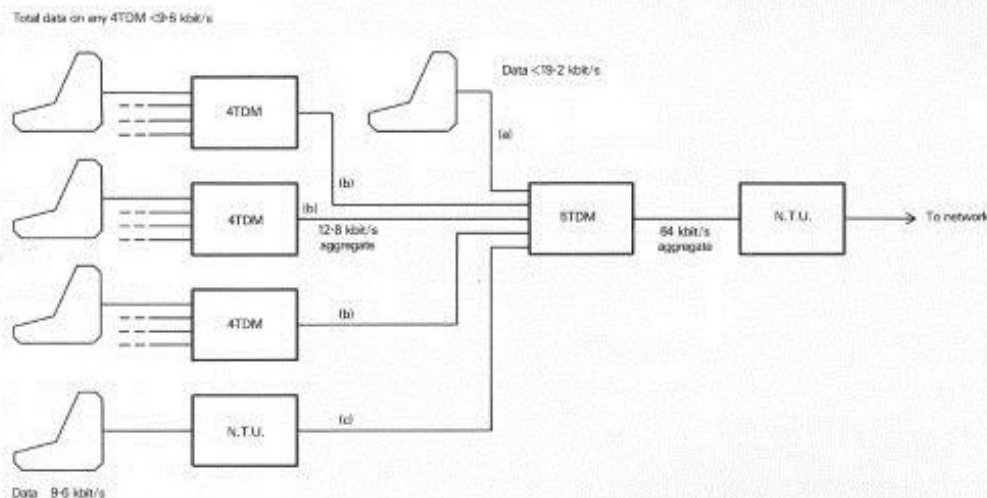 Total data on any 4TDM <9·6 kbit/s
Data <19·2 kbit/s
4TDM
(a)
(b)
4TDM
(b)
12·8 kbit/s
aggregate
5TDM
64 kbit/s
aggregate
N.T.U.
To network
4TDM
(b)
N.T.U.
(c)
Data 9·6 kbit/s